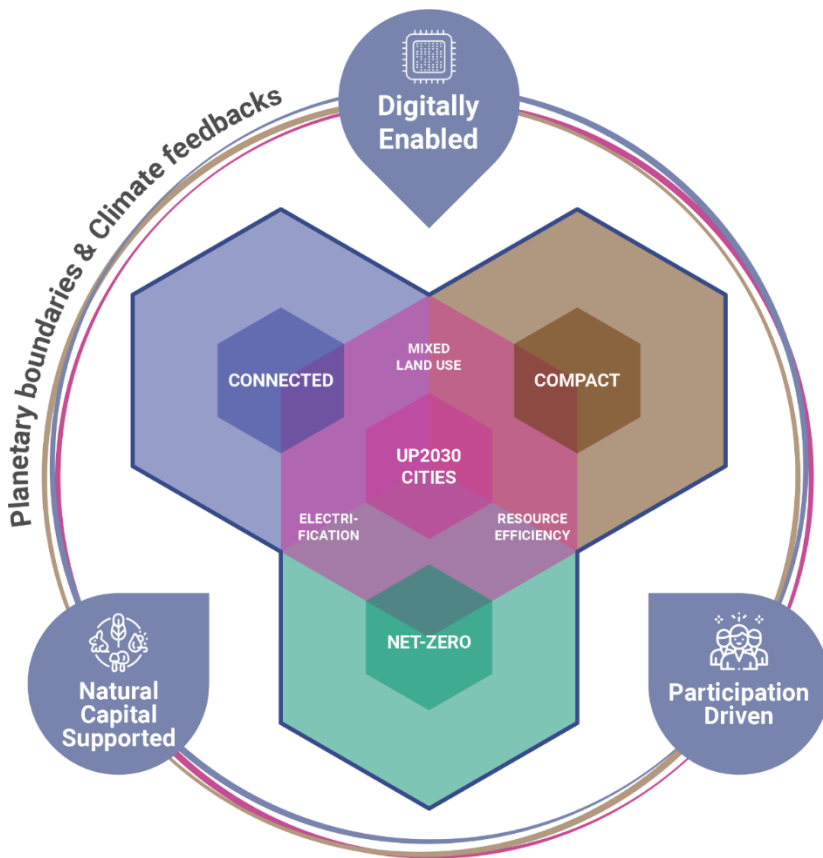 Digitally
Enabled
Planetary boundaries & Climate feedbacks
MIXED
LAND USE
CONNECTED
COMPACT
UP2030
CITIES
ELECTRI-
FICATION
RESOURCE
EFFICIENCY
NET-ZERO
Natural
Capital
Supported
Participation
Driven